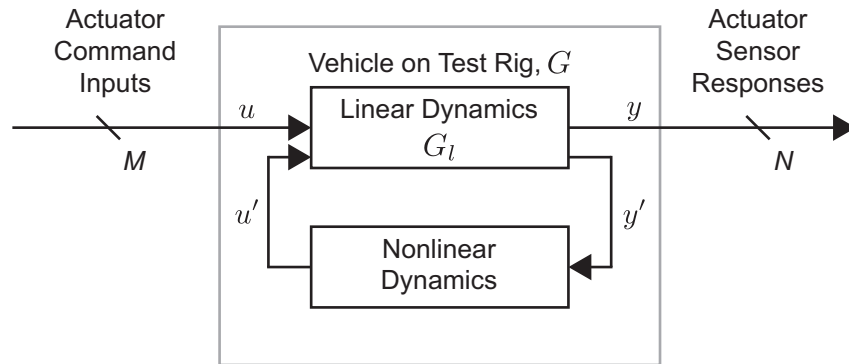 Actuator
Command
Inputs
Actuator
Sensor
Responses
Vehicle on Test Rig, G
u
Linear Dynamics
G_l
y
M
N
u'
y'
Nonlinear
Dynamics